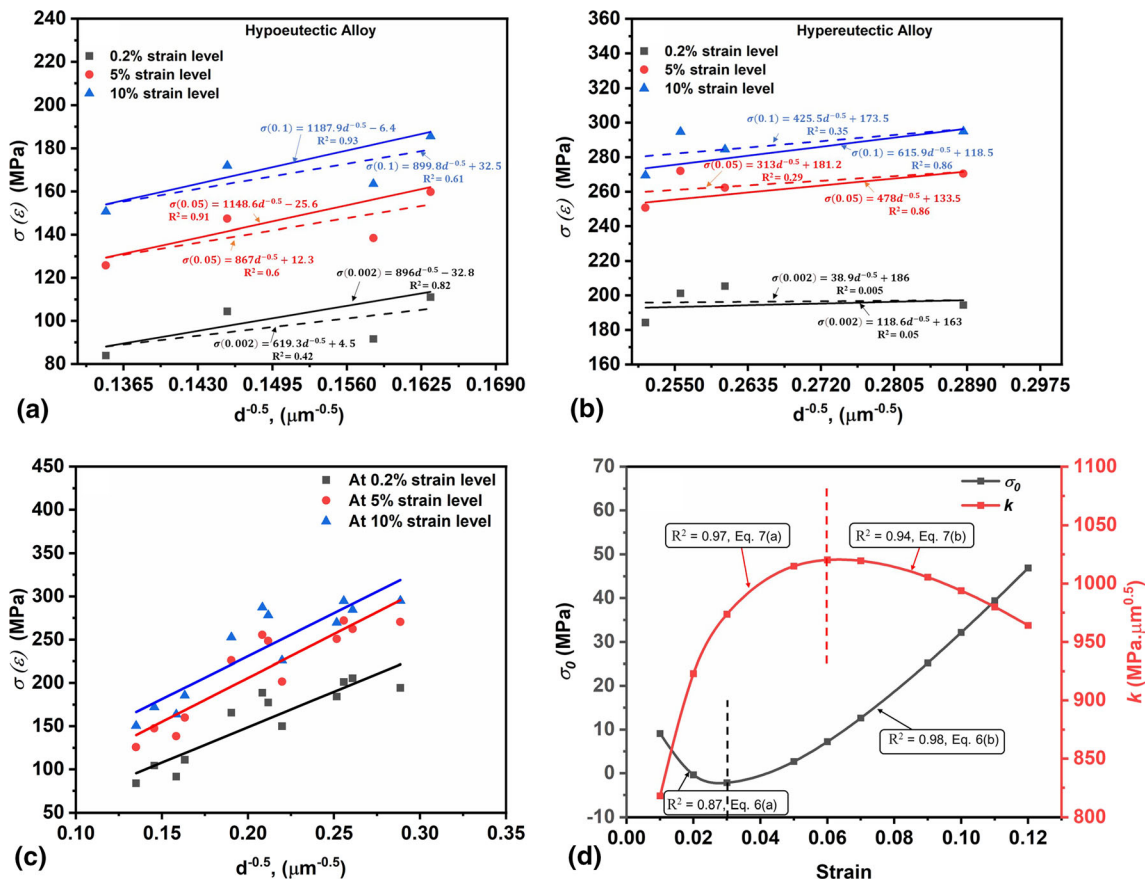 Hypoeutectic Alloy
0.2% strain level
5% strain level
10% strain level
240
220
200
180
160
140
120
100
80
σ (ε) (MPa)
σ(0.1) = 1187.9d⁻⁰·⁵ − 6.4
R² = 0.93
σ(0.1) = 899.8d⁻⁰·⁵ + 32.5
R² = 0.61
σ(0.05) = 1148.6d⁻⁰·⁵ − 25.6
R² = 0.91
σ(0.05) = 867d⁻⁰·⁵ + 12.3
R² = 0.6
σ(0.002) = 896d⁻⁰·⁵ − 32.8
R² = 0.82
σ(0.002) = 619.3d⁻⁰·⁵ + 4.5
R² = 0.42
0.1365 0.1430 0.1495 0.1560 0.1625 0.1690
(a)
d⁻⁰·⁵, (μm⁻⁰·⁵)
Hypereutectic Alloy
0.2% strain level
5% strain level
10% strain level
360
340
320
300
280
260
240
220
200
180
160
σ (ε) (MPa)
σ(0.1) = 425.5d⁻⁰·⁵ + 173.5
R² = 0.35
σ(0.05) = 313d⁻⁰·⁵ + 181.2
R² = 0.29
σ(0.1) = 615.9d⁻⁰·⁵ + 118.5
R² = 0.86
σ(0.05) = 478d⁻⁰·⁵ + 133.5
R² = 0.86
σ(0.002) = 38.9d⁻⁰·⁵ + 186
R² = 0.005
σ(0.002) = 118.6d⁻⁰·⁵ + 163
R² = 0.05
0.2550 0.2635 0.2720 0.2805 0.2890 0.2975
(b)
d⁻⁰·⁵, (μm⁻⁰·⁵)
At 0.2% strain level
At 5% strain level
At 10% strain level
450
400
350
300
250
200
150
100
50
σ (ε) (MPa)
0.10 0.15 0.20 0.25 0.30 0.35
(c)
d⁻⁰·⁵, (μm⁻⁰·⁵)
σ₀
k
70
60
50
40
30
20
10
0
-10
σ₀ (MPa)
1100
1050
1000
950
900
850
800
k (MPa.μm⁰·⁵)
R² = 0.97, Eq. 7(a)
R² = 0.94, Eq. 7(b)
R² = 0.98, Eq. 6(b)
R² = 0.87, Eq. 6(a)
0.00 0.02 0.04 0.06 0.08 0.10 0.12
(d)
Strain